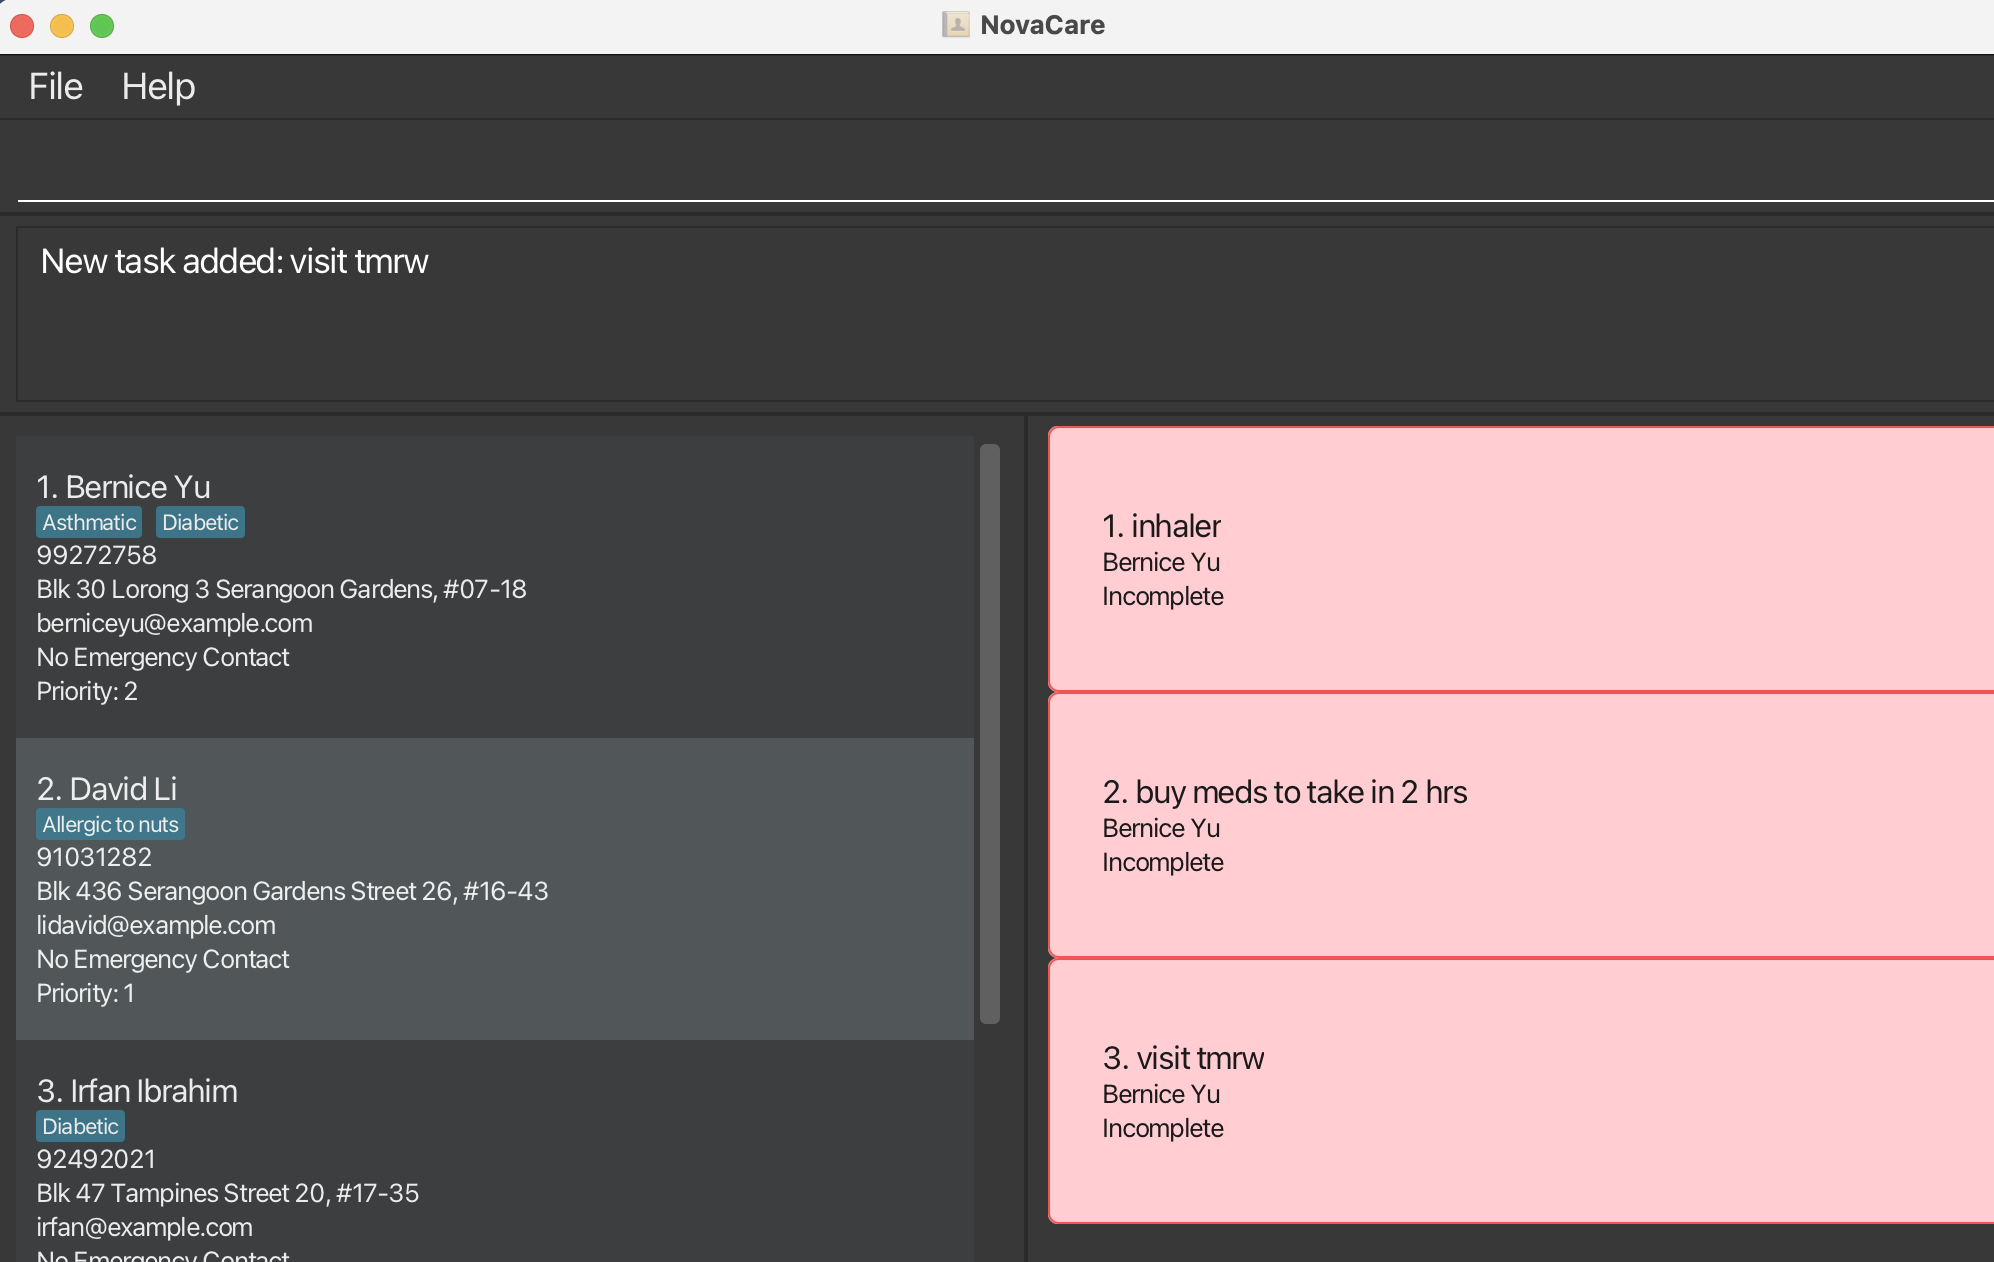 NovaCare
File Help
New task added: visit tmrw
1. Bernice Yu
Asthmatic Diabetic
99272758
Blk 30 Lorong 3 Serangoon Gardens, #07-18
berniceyu@example.com
No Emergency Contact
Priority: 2
2. David Li
Allergic to nuts
91031282
Blk 436 Serangoon Gardens Street 26, #16-43
lidavid@example.com
No Emergency Contact
Priority: 1
3. Irfan Ibrahim
Diabetic
92492021
Blk 47 Tampines Street 20, #17-35
irfan@example.com
No Emergency Contact
1. inhaler
Bernice Yu
Incomplete
2. buy meds to take in 2 hrs
Bernice Yu
Incomplete
3. visit tmrw
Bernice Yu
Incomplete